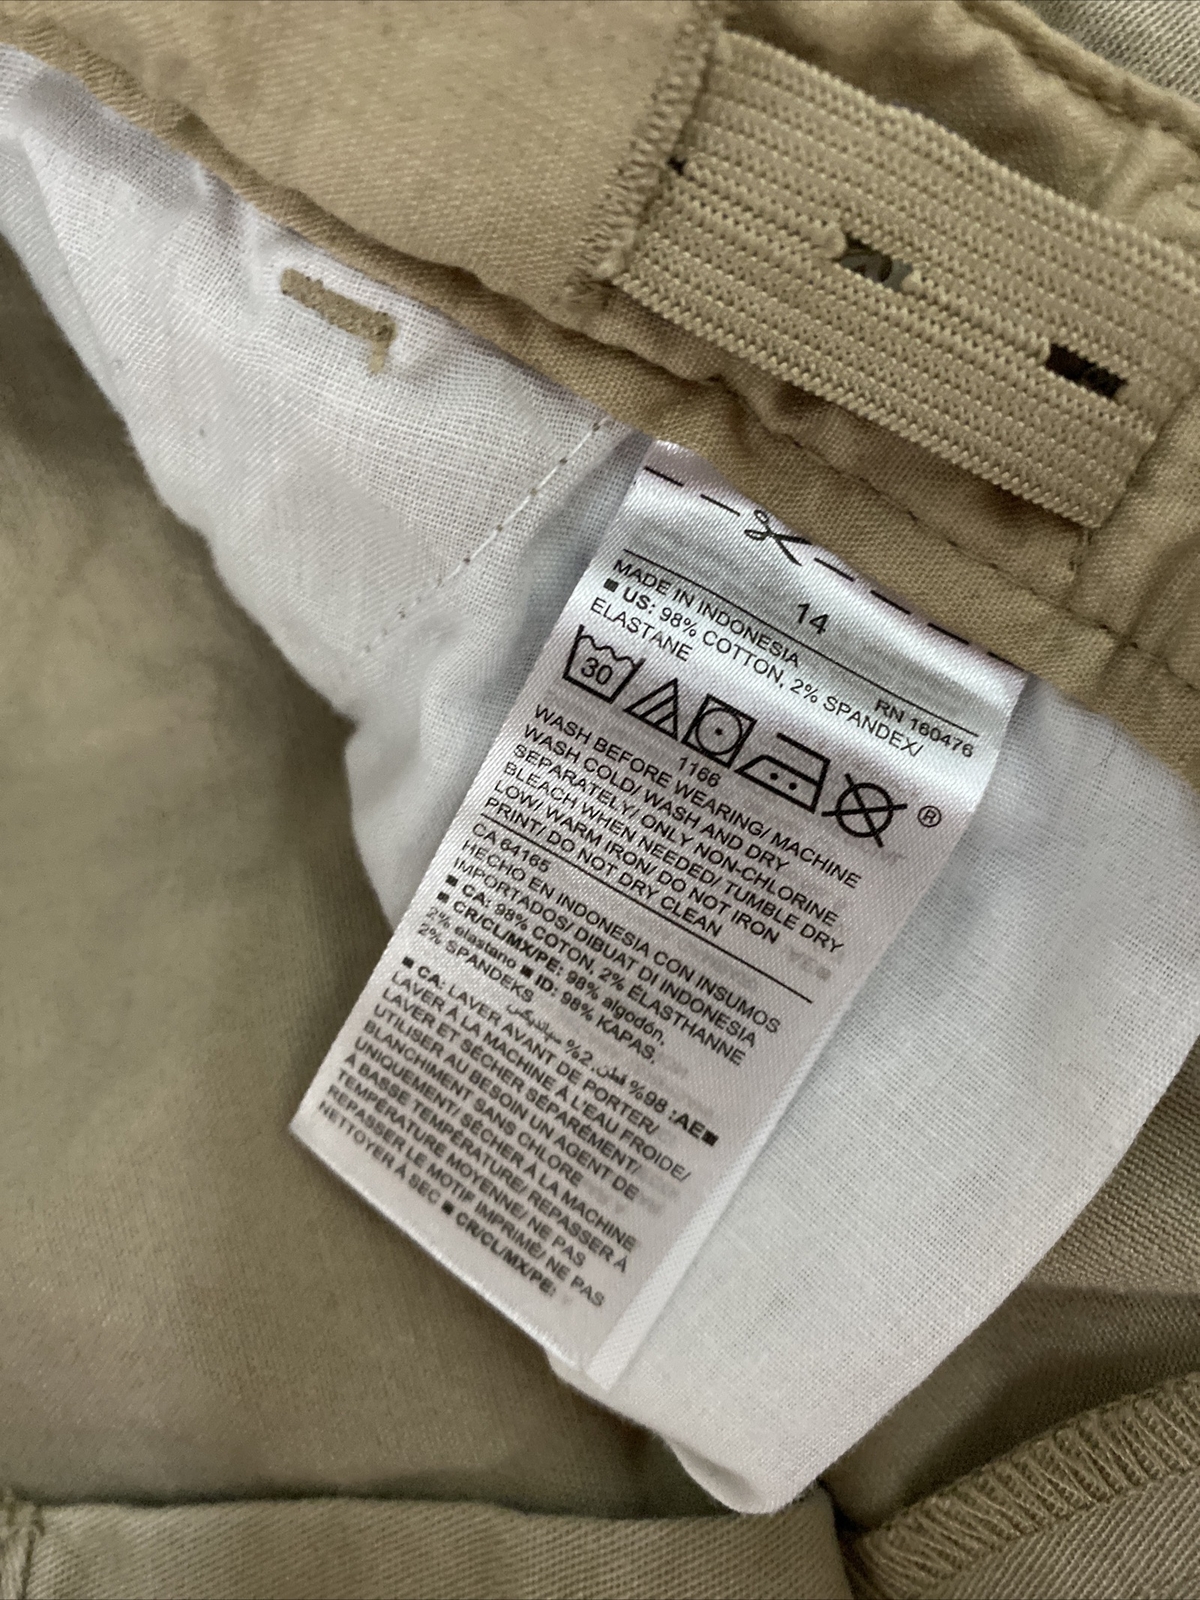 14
MADE IN INDONESIA RN 160476
■ US: 98% COTTON, 2% SPANDEX/
ELASTANE
30
®
1166
WASH BEFORE WEARING/ MACHINE
WASH COLD/ WASH AND DRY
SEPARATELY/ ONLY NON-CHLORINE
BLEACH WHEN NEEDED/ TUMBLE DRY
LOW/ WARM IRON/ DO NOT IRON
PRINT/ DO NOT DRY CLEAN
CA 64165
HECHO EN INDONESIA CON INSUMOS
IMPORTADOS/ DIBUAT DI INDONESIA
■ CA: 98% COTON, 2% ÉLASTHANNE
■ CR/CL/MX/PE: 98% algodón,
2% elastano ■ ID: 98% KAPAS,
2% SPANDEKS
■AE: 98% قطن, 2% سپانديكس
■ CA: LAVER AVANT DE PORTER/
LAVER À LA MACHINE À L'EAU FROIDE/
LAVER ET SÉCHER SÉPARÉMENT/
UTILISER AU BESOIN UN AGENT DE
BLANCHIMENT SANS CHLORE
UNIQUEMENT/ SÉCHER À LA MACHINE
À BASSE TEMPÉRATURE/ REPASSER À
TEMPÉRATURE MOYENNE/ NE PAS
REPASSER LE MOTIF IMPRIMÉ/ NE PAS
NETTOYER À SEC ■ CR/CL/MX/PE: